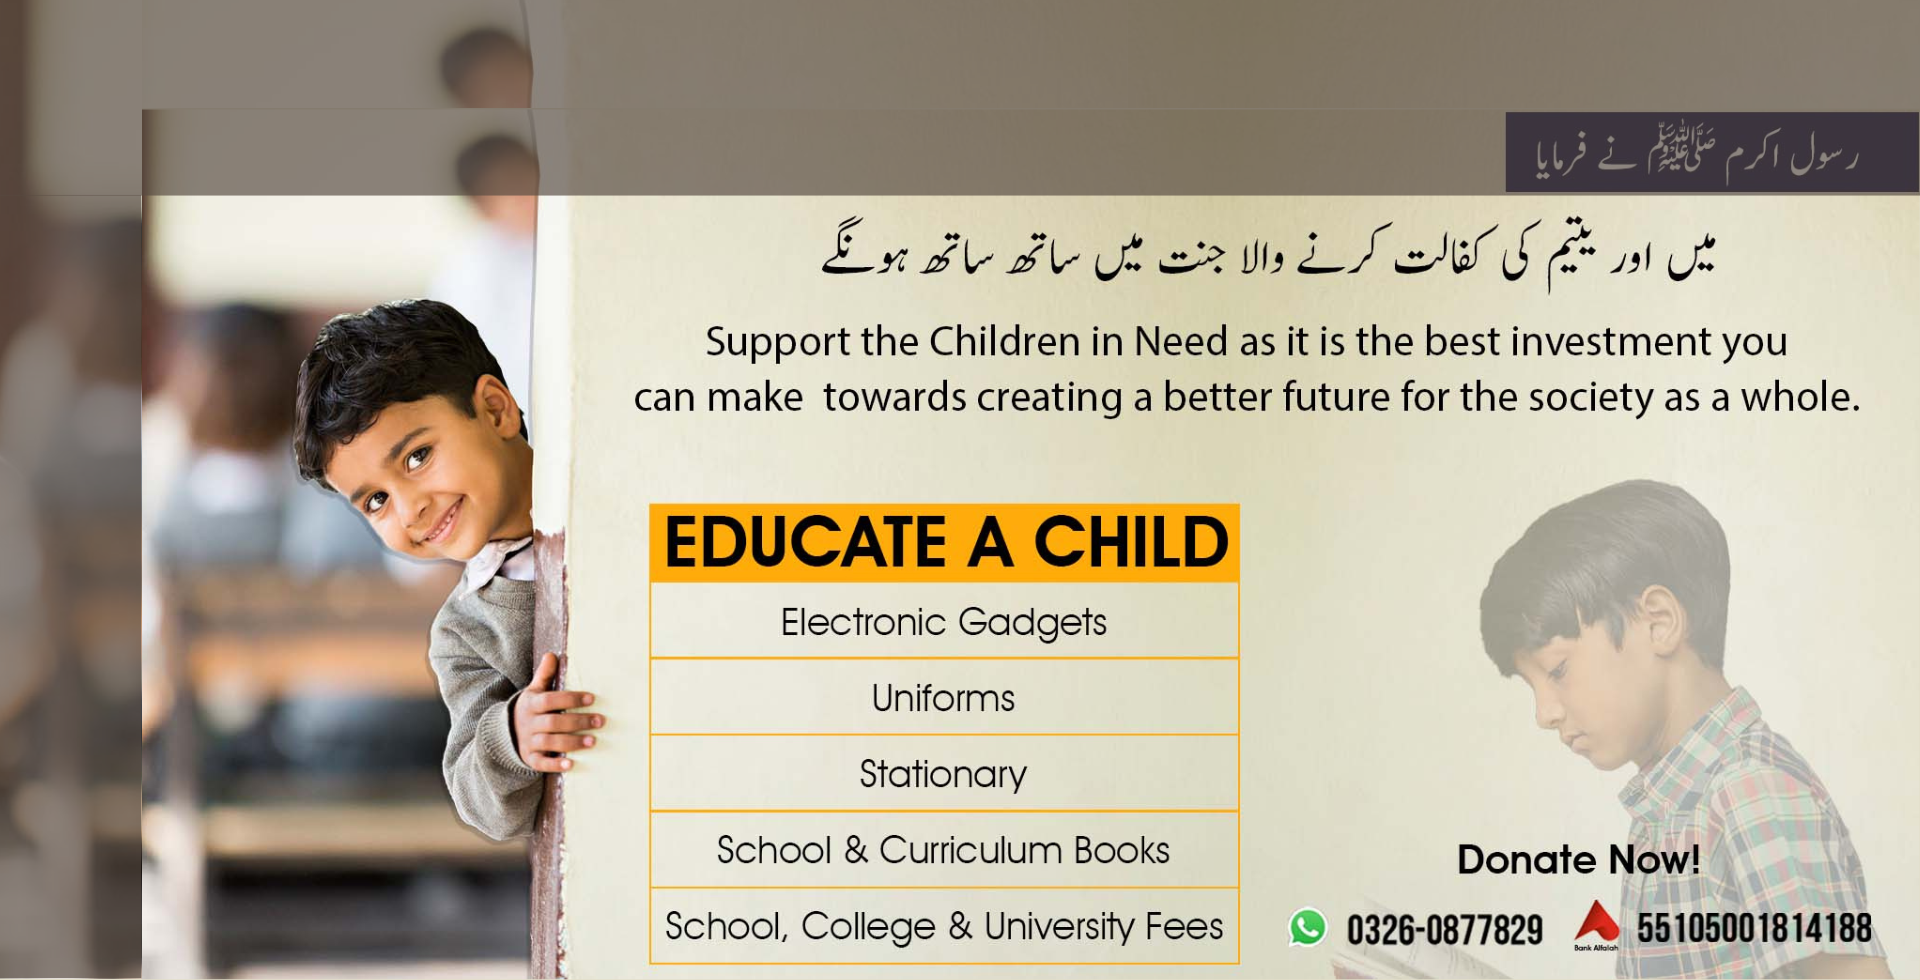 رسول اکرم ﷺ نے فرمایا
میں اور یتیم کی کفالت کرنے والا جنت میں ساتھ ساتھ ہونگے
Support the Children in Need as it is the best investment you
can make towards creating a better future for the society as a whole.
EDUCATE A CHILD
Electronic Gadgets
Uniforms
Stationary
School & Curriculum Books
School, College & University Fees
Donate Now!
0326-0877829
Bank Alfalah
55105001814188